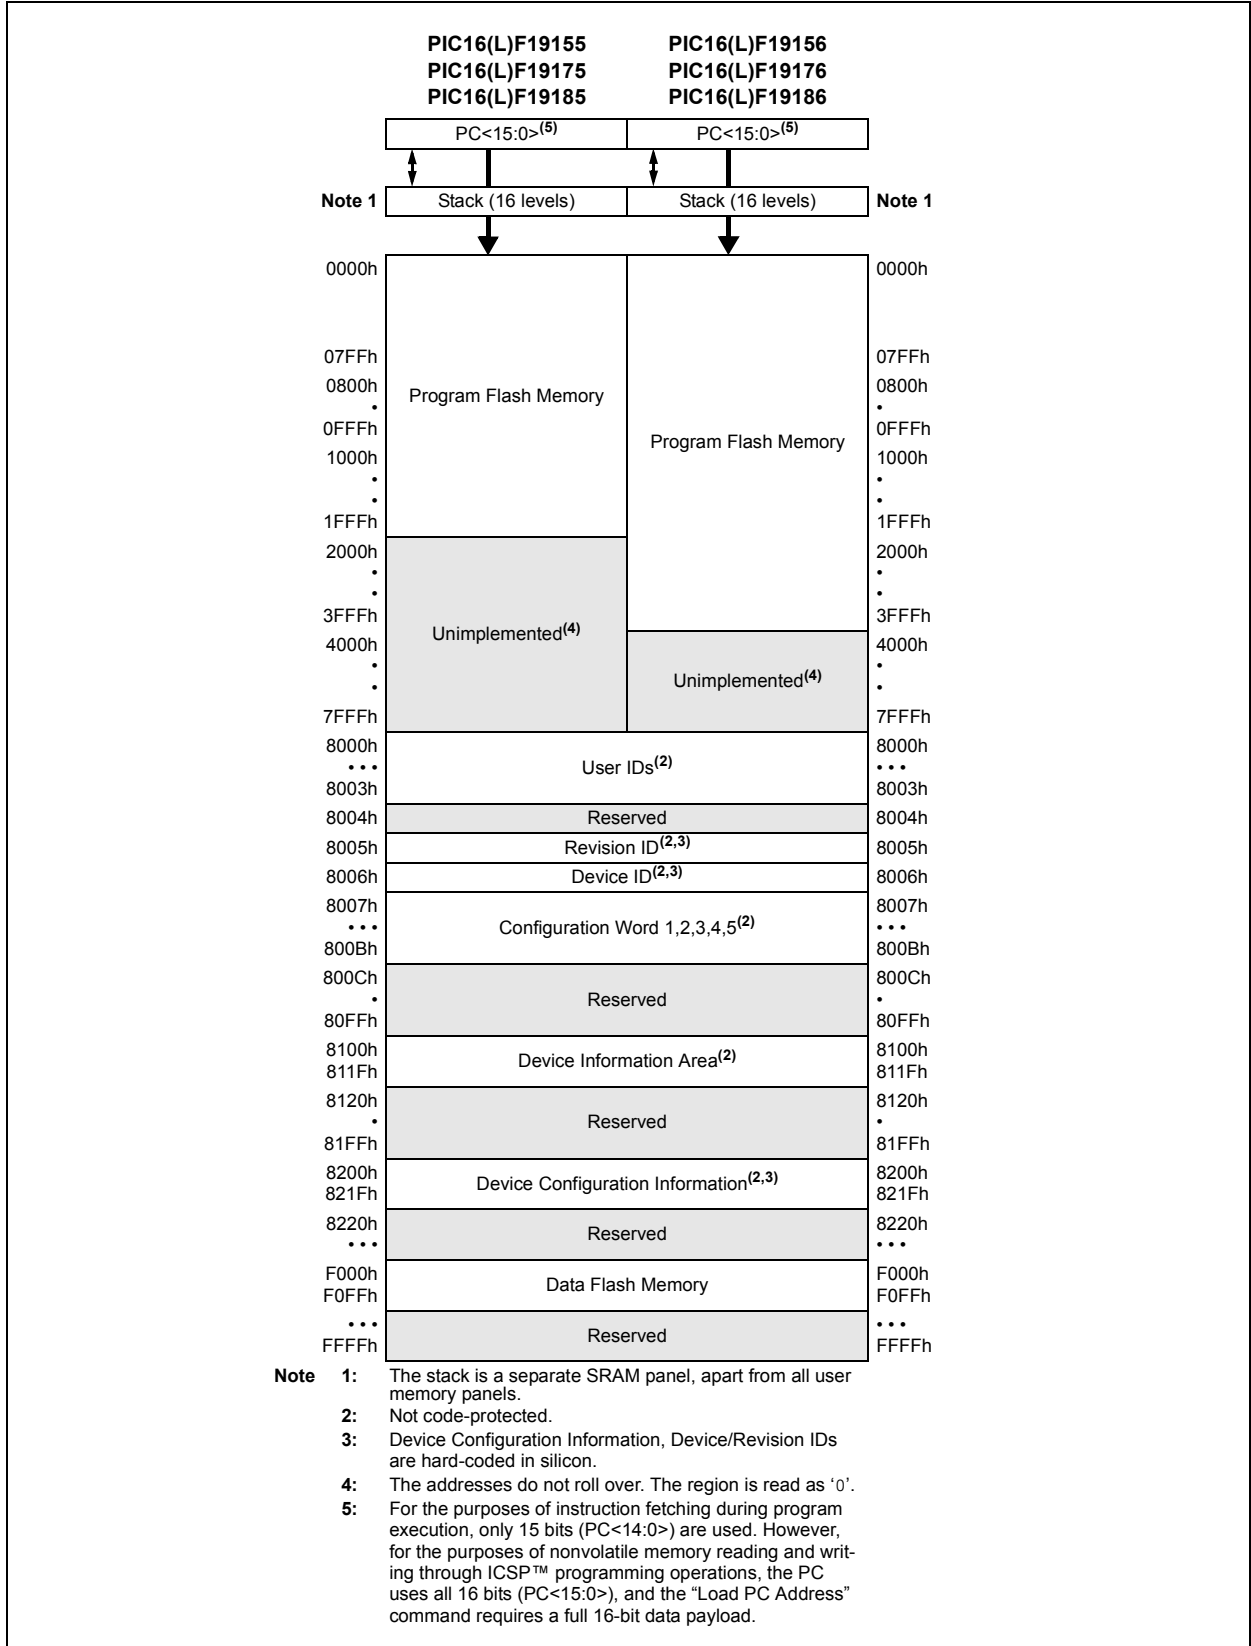 PIC16(L)F19155 PIC16(L)F19156
PIC16(L)F19175 PIC16(L)F19176
PIC16(L)F19185 PIC16(L)F19186
PC<15:0>(5) PC<15:0>(5)
Note 1 Stack (16 levels) Stack (16 levels) Note 1
0000h 0000h
07FFh 07FFh
0800h Program Flash Memory 0800h
• •
0FFFh 0FFFh
Program Flash Memory
1000h 1000h
• •
• •
1FFFh 1FFFh
2000h 2000h
• •
• •
3FFFh 3FFFh
Unimplemented(4)
4000h 4000h
• •
Unimplemented(4)
• •
7FFFh 7FFFh
8000h 8000h
• • • User IDs(2) • • •
8003h 8003h
8004h Reserved 8004h
8005h Revision ID(2,3) 8005h
8006h Device ID(2,3) 8006h
8007h 8007h
• • • Configuration Word 1,2,3,4,5(2) • • •
800Bh 800Bh
800Ch 800Ch
• Reserved •
80FFh 80FFh
8100h 8100h
Device Information Area(2)
811Fh 811Fh
8120h 8120h
• Reserved •
81FFh 81FFh
8200h 8200h
Device Configuration Information(2,3)
821Fh 821Fh
8220h 8220h
Reserved
• • • • • •
F000h F000h
Data Flash Memory
F0FFh F0FFh
• • • • • •
Reserved
FFFFh FFFFh
Note 1: The stack is a separate SRAM panel, apart from all user
memory panels.
2: Not code-protected.
3: Device Configuration Information, Device/Revision IDs
are hard-coded in silicon.
4: The addresses do not roll over. The region is read as ‘0’.
5: For the purposes of instruction fetching during program
execution, only 15 bits (PC<14:0>) are used. However,
for the purposes of nonvolatile memory reading and writ-
ing through ICSP™ programming operations, the PC
uses all 16 bits (PC<15:0>), and the “Load PC Address”
command requires a full 16-bit data payload.